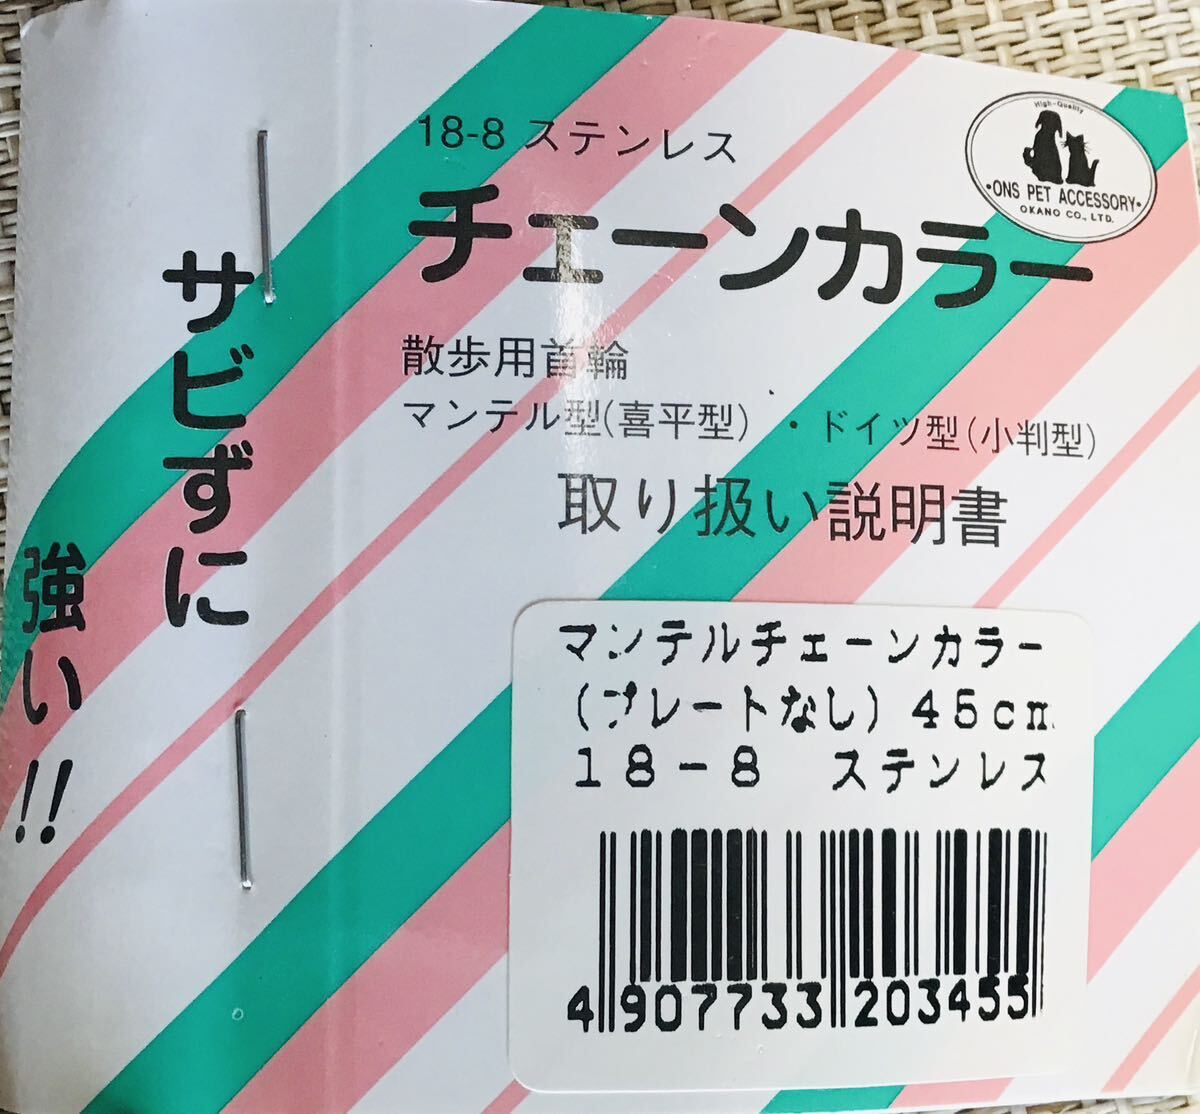 18-8 ステンレス
チェーンカラー
High-Quality
・ONS PET ACCESSORY・
OKANO CO., LTD.
サビずに
強い!!
散歩用首輪
マンテル型(喜平型)・ドイツ型(小判型)
取り扱い説明書
マンテルチェーンカラー
(プレートなし) 45cm
18-8 ステンレス
4907733203455